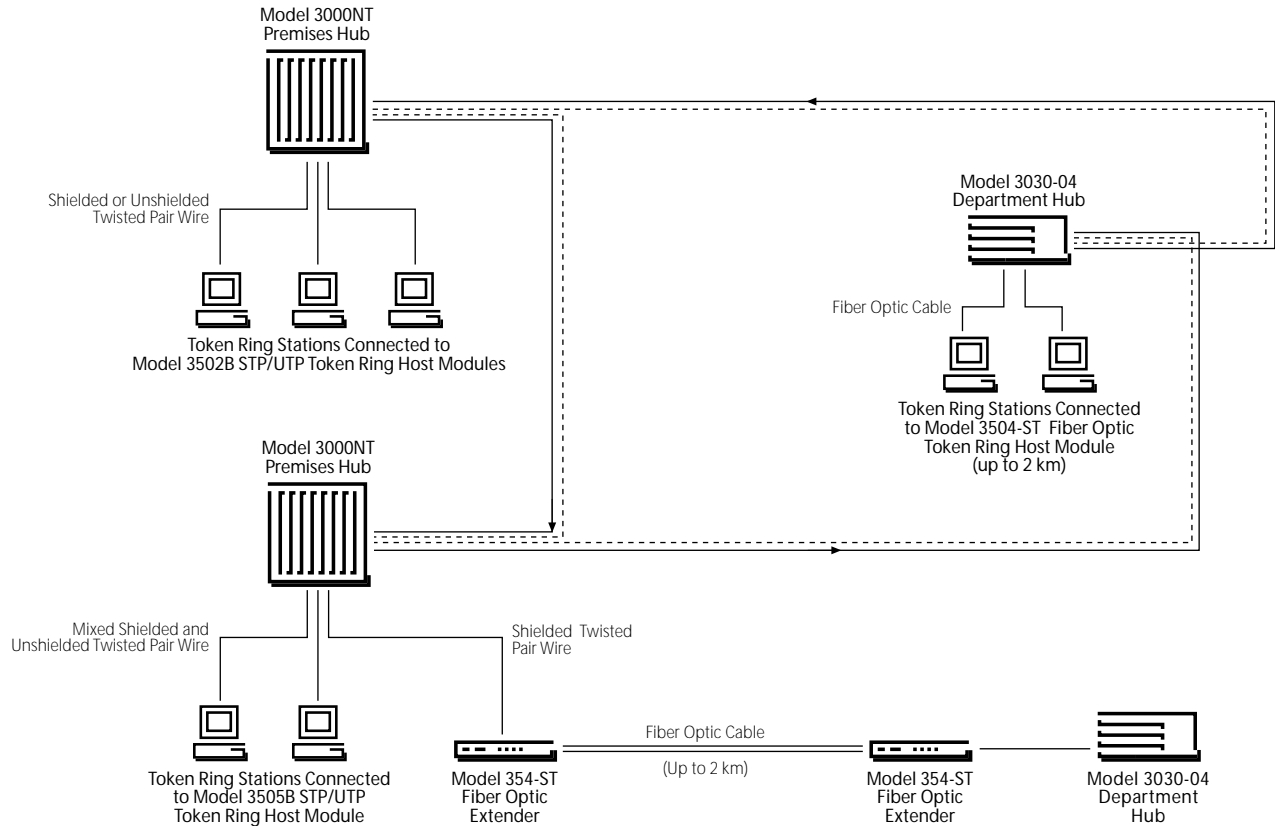 Model 3000NT
Premises Hub
Shielded or Unshielded
Twisted Pair Wire
Token Ring Stations Connected to
Model 3502B STP/UTP Token Ring Host Modules
Model 3030-04
Department Hub
Fiber Optic Cable
Token Ring Stations Connected
to Model 3504-ST Fiber Optic
Token Ring Host Module
(up to 2 km)
Model 3000NT
Premises Hub
Mixed Shielded and
Unshielded Twisted Pair Wire
Shielded Twisted
Pair Wire
Token Ring Stations Connected
to Model 3505B STP/UTP
Token Ring Host Module
Model 354-ST
Fiber Optic
Extender
Fiber Optic Cable
(Up to 2 km)
Model 354-ST
Fiber Optic
Extender
Model 3030-04
Department
Hub